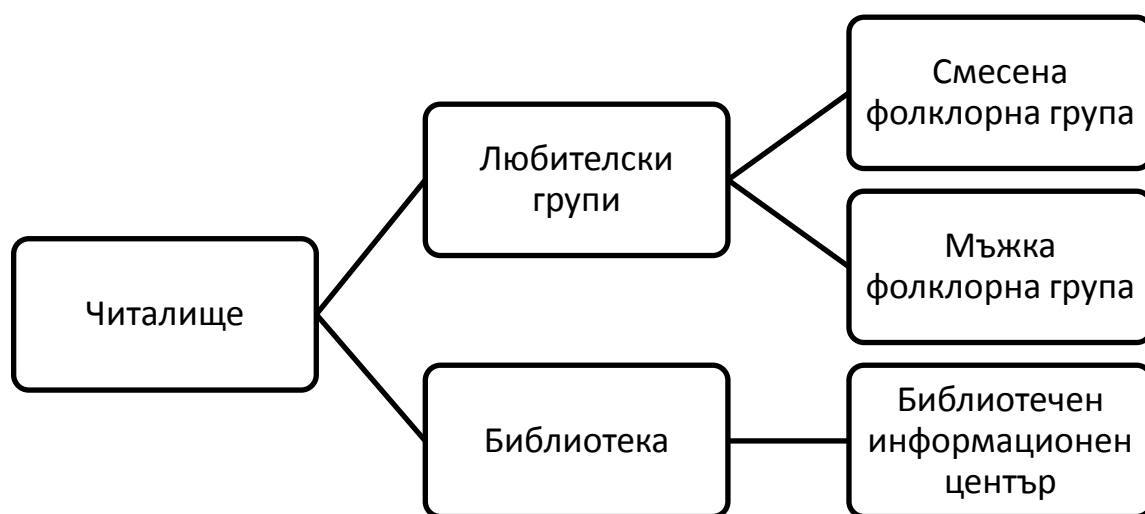 Читалище
Любителски
групи
Смесена
фолклорна група
Мъжка
фолклорна група
Библиотека
Библиотечен
информационен
център